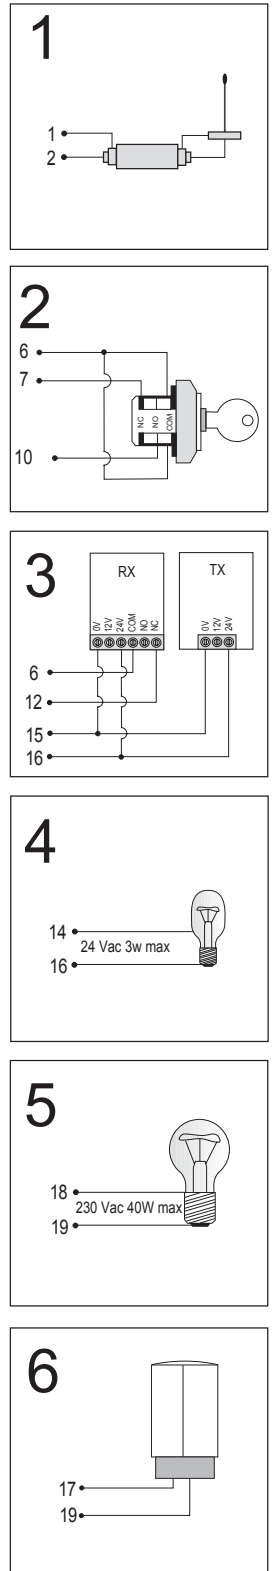 1
1
2
2
6
7
NC
NO
COM
10
3
RX
TX
0V 12V 24V COM NO NC
0V 12V 24V
6
12
15
16
4
14
24 Vac 3w max
16
5
18
230 Vac 40W max
19
6
17
19